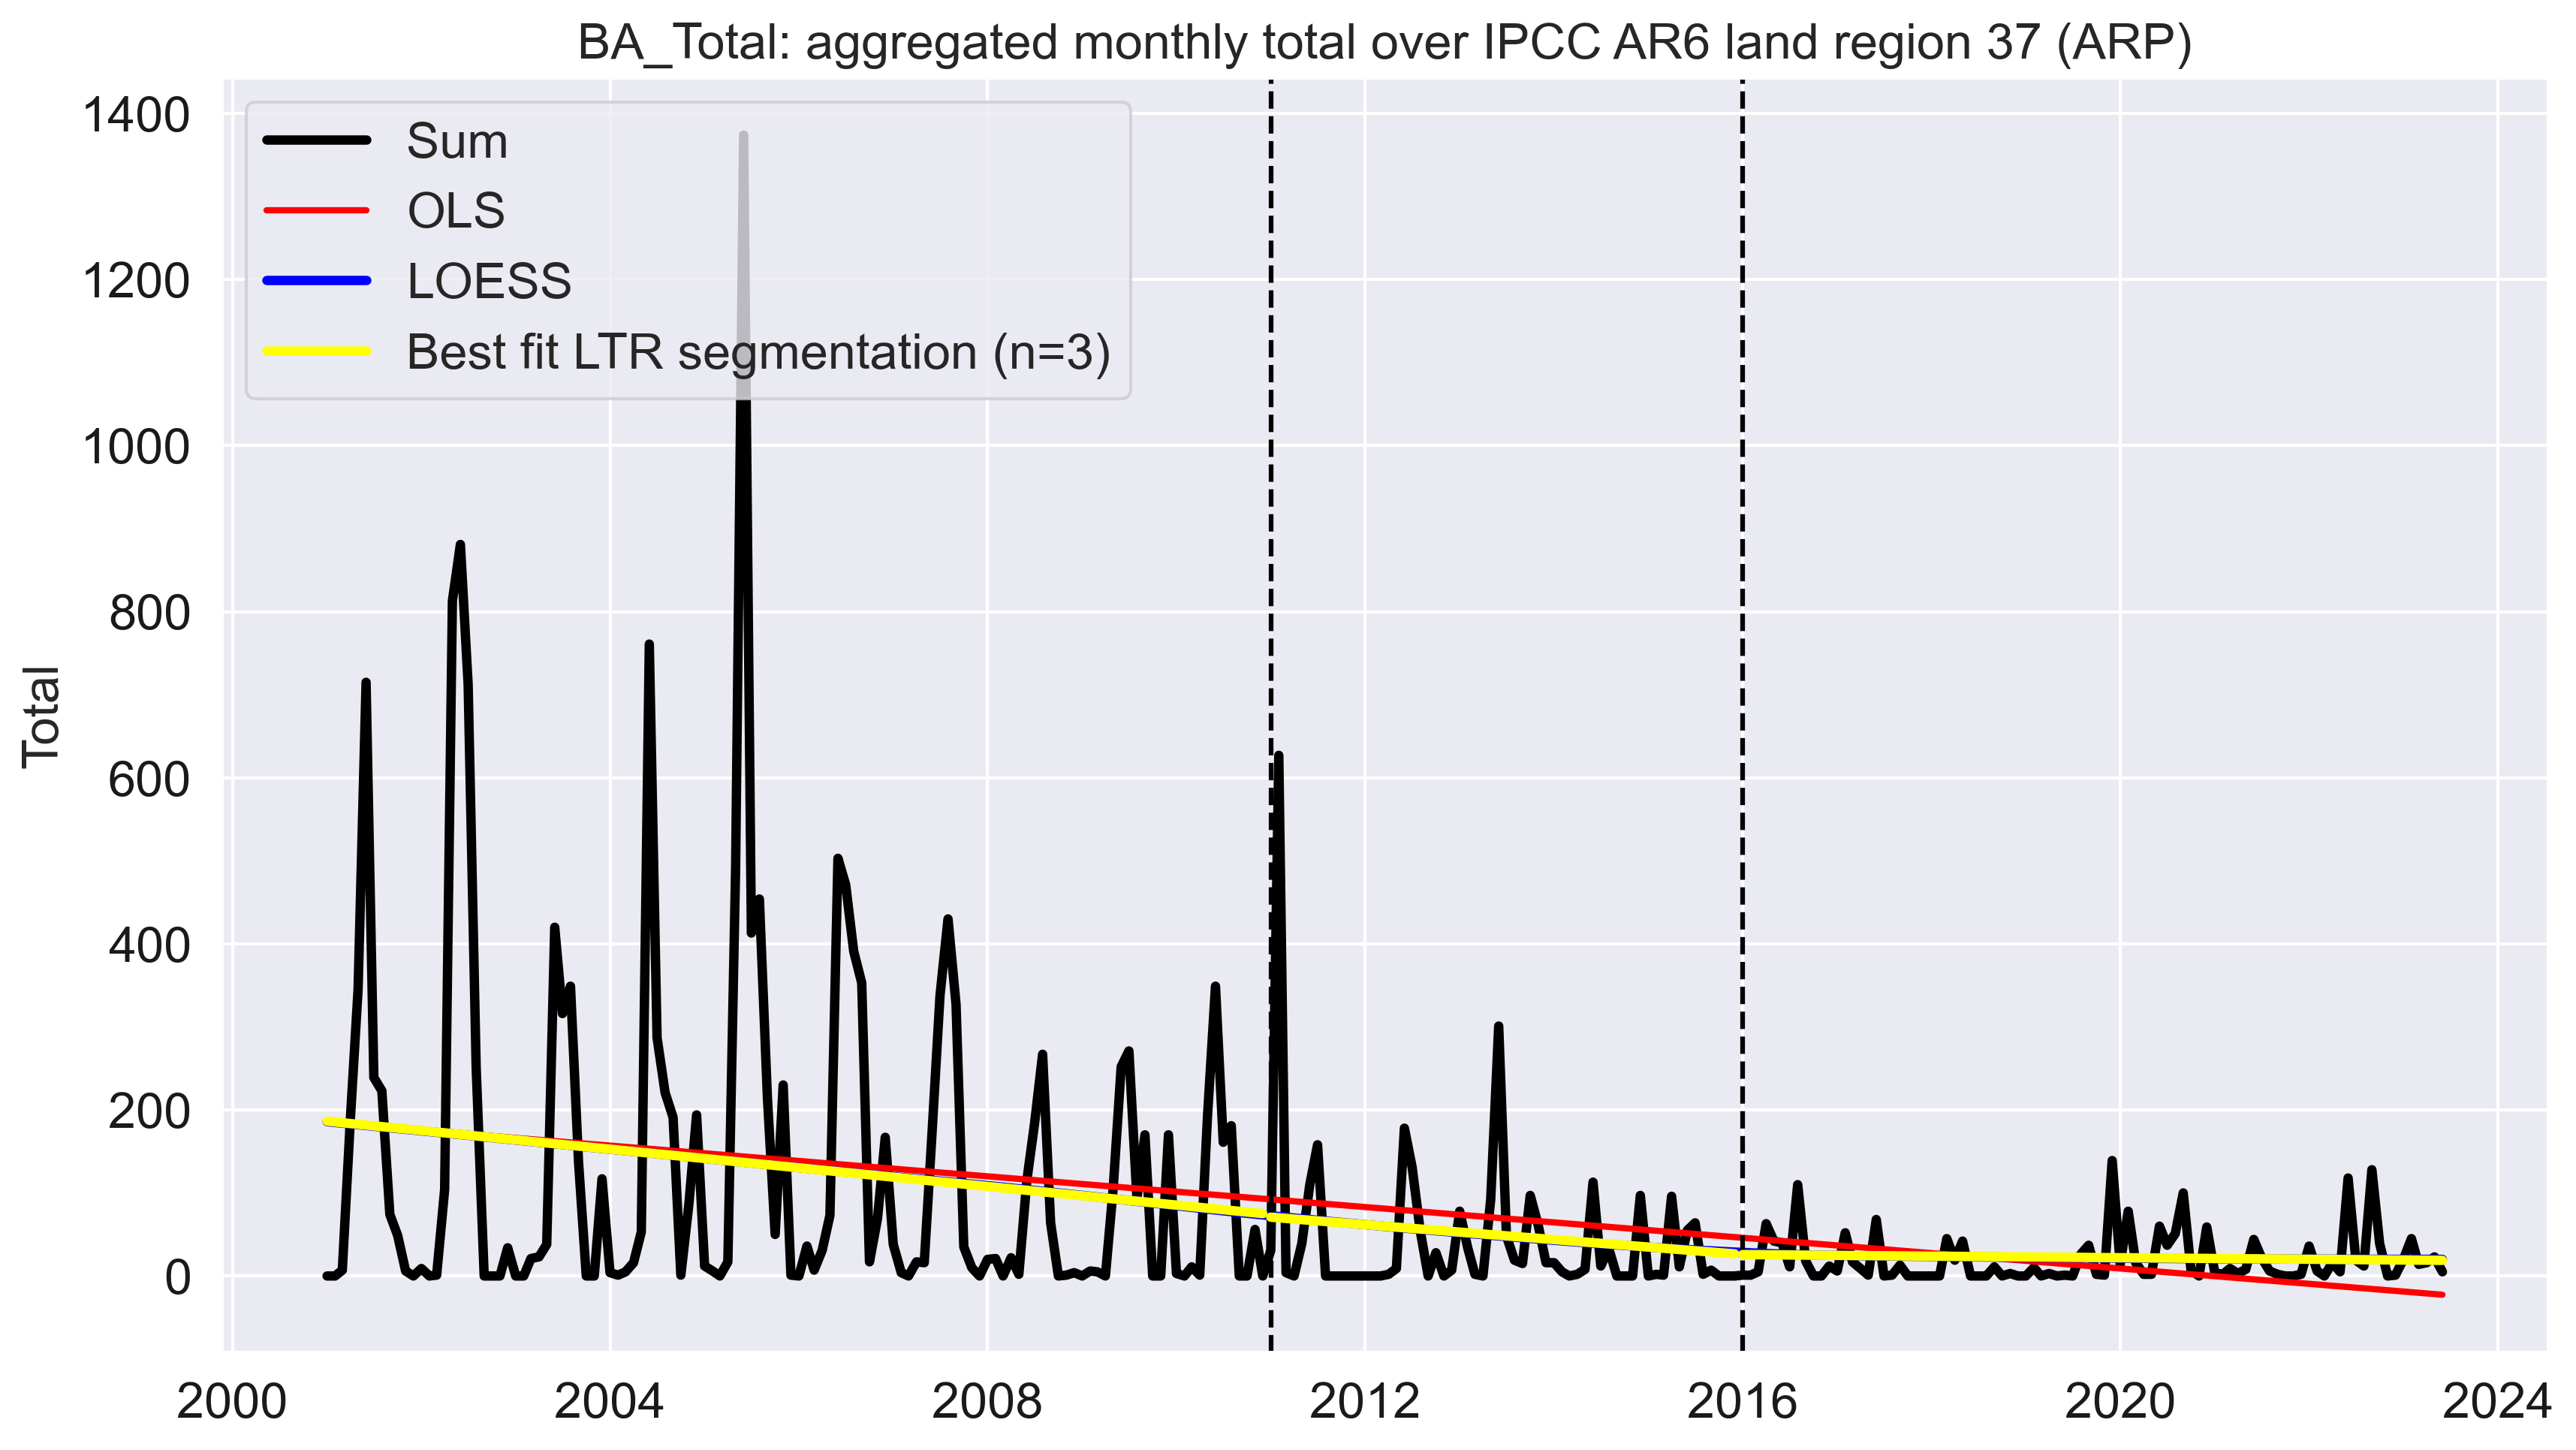 BA_Total: aggregated monthly total over IPCC AR6 land region 37 (ARP)
1400
1200
1000
800
600
400
200
0
Total
Sum
OLS
LOESS
Best fit LTR segmentation (n=3)
2000 2004 2008 2012 2016 2020 2024